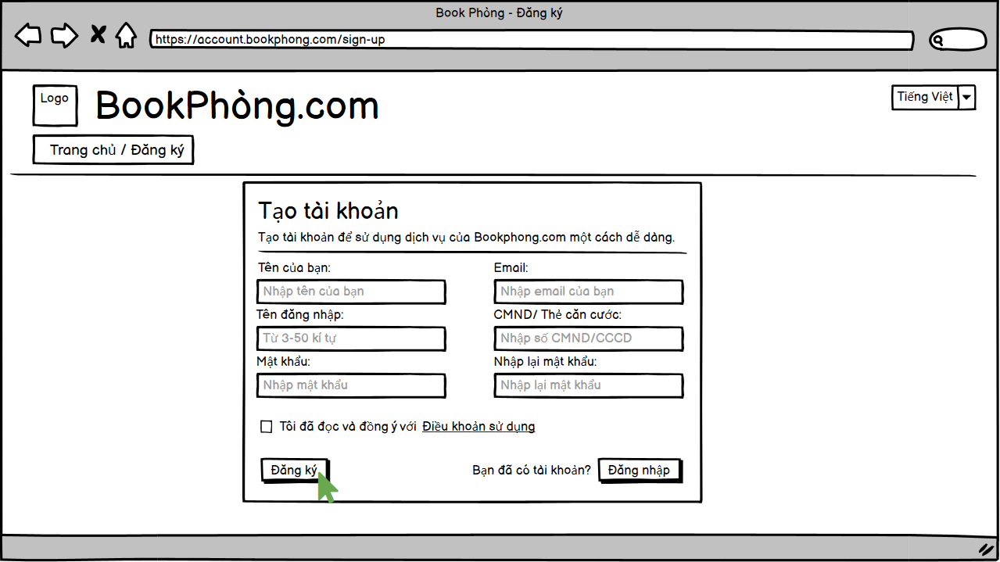 Book Phòng - Đăng ký
https://account.bookphong.com/sign-up
Logo
BookPhòng.com
Tiếng Việt
Trang chủ / Đăng ký
Tạo tài khoản
Tạo tài khoản để sử dụng dịch vụ của Bookphong.com một cách dễ dàng.
Tên của bạn:
Email:
Nhập tên của bạn
Nhập email của bạn
Tên đăng nhập:
CMND/ Thẻ căn cước:
Từ 3-50 kí tự
Nhập số CMND/CCCD
Mật khẩu:
Nhập lại mật khẩu:
Nhập mật khẩu
Nhập lại mật khẩu
Tôi đã đọc và đồng ý với Điều khoản sử dụng
Đăng ký
Bạn đã có tài khoản?
Đăng nhập